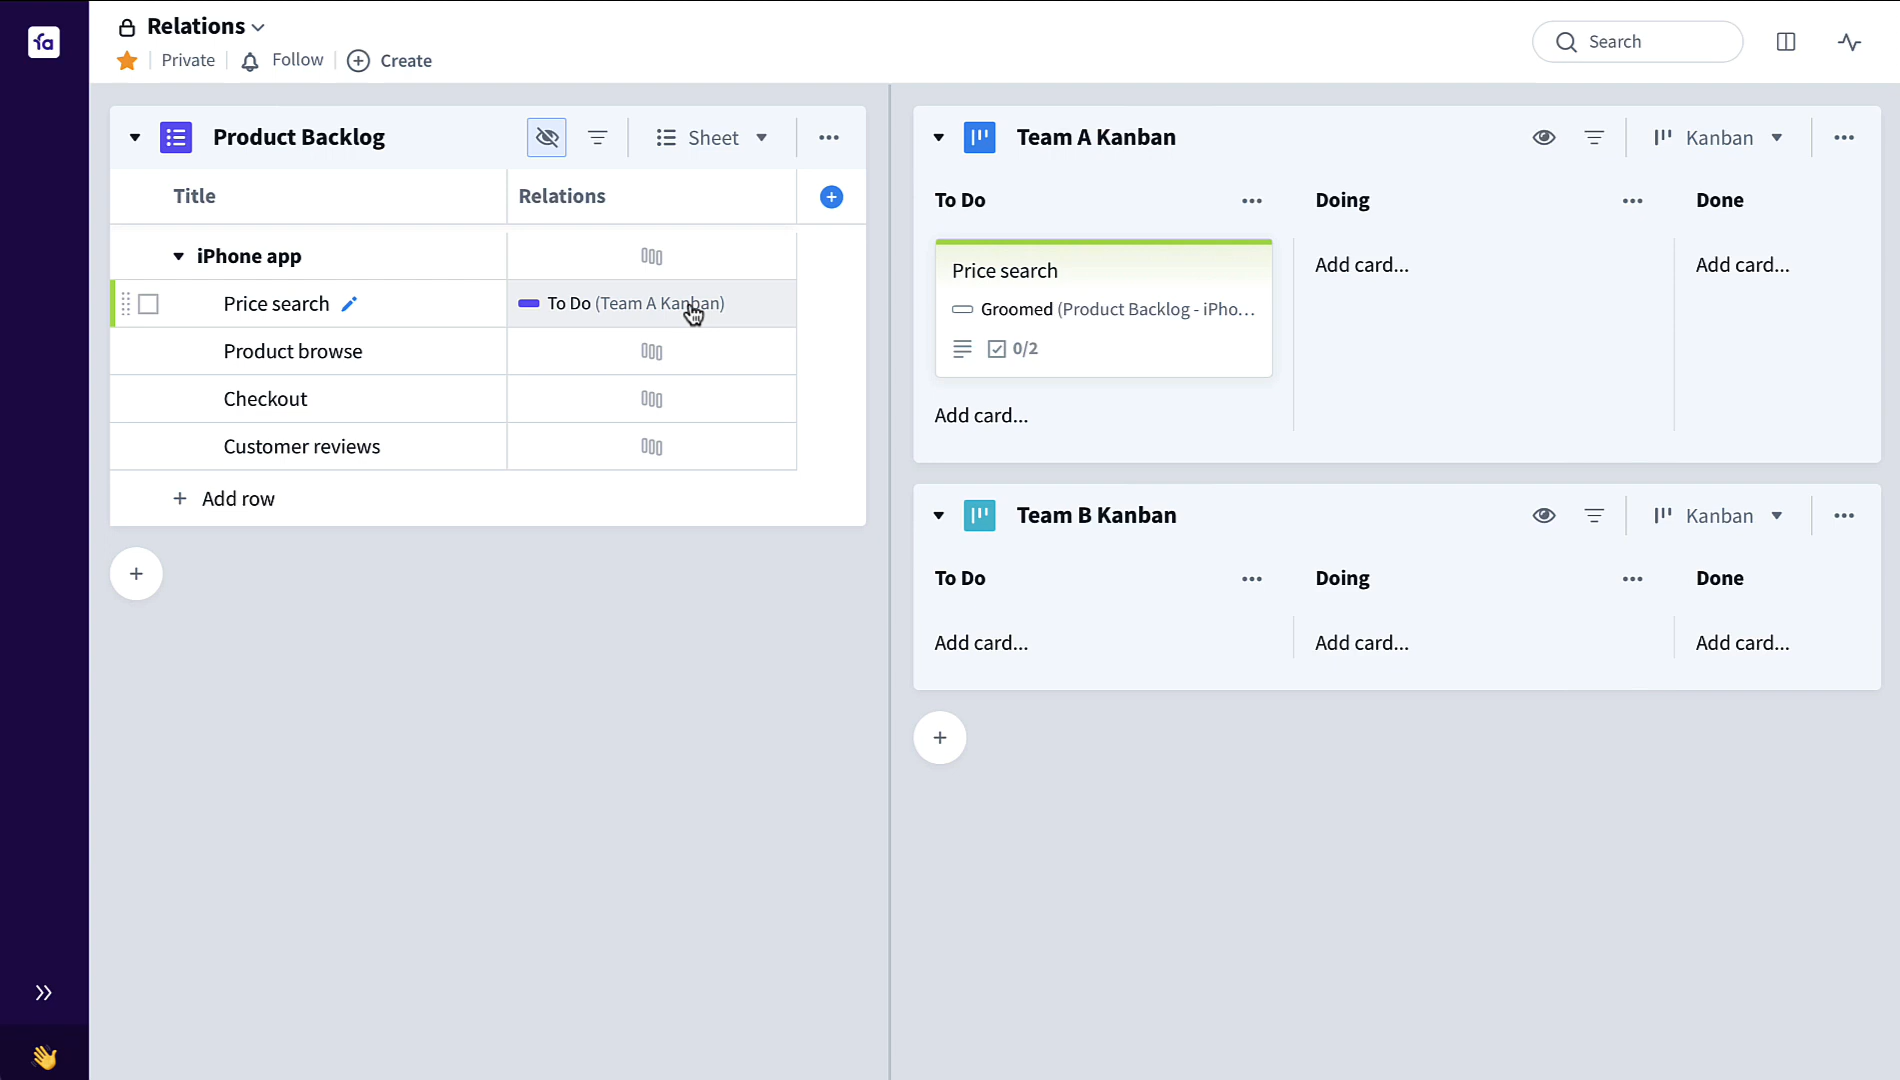 Relations
Private
Follow
Create
Search
Product Backlog
Sheet
Title
Relations
iPhone app
Price search
To Do (Team A Kanban)
Product browse
Checkout
Customer reviews
+ Add row
Team A Kanban
Kanban
To Do
Doing
Done
Price search
Groomed (Product Backlog - iPho...
0/2
Add card...
Add card...
Add card...
Team B Kanban
Kanban
To Do
Doing
Done
Add card...
Add card...
Add card...